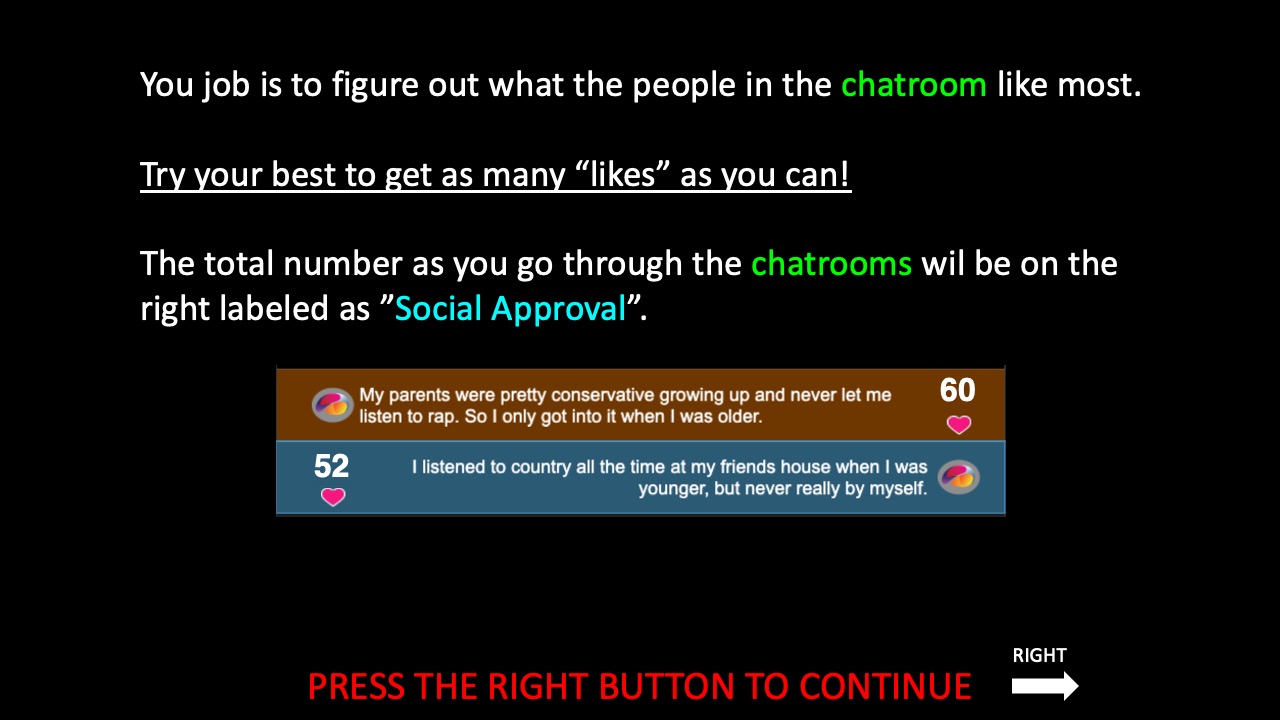 You job is to figure out what the people in the chatroom like most.
Try your best to get as many “likes” as you can!
The total number as you go through the chatrooms wil be on the
right labeled as ”Social Approval”.
My parents were pretty conservative growing up and never let me
listen to rap. So I only got into it when I was older.
60
52
I listened to country all the time at my friends house when I was
younger, but never really by myself.
RIGHT
PRESS THE RIGHT BUTTON TO CONTINUE